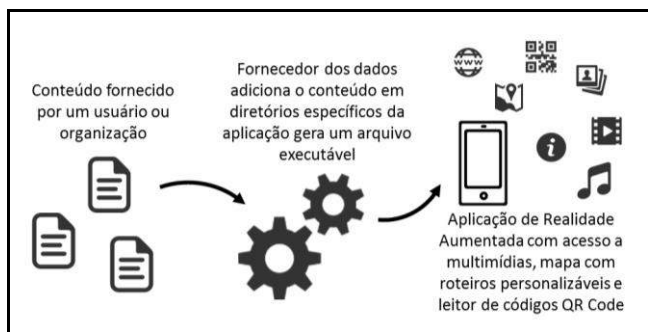 Conteúdo fornecido
por um usuário ou
organização
Fornecedor dos dados
adiciona o conteúdo em
diretórios específicos da
aplicação gera um arquivo
executável
www
Aplicação de Realidade
Aumentada com acesso a
multimídias, mapa com
roteiros personalizáveis e
leitor de códigos QR Code